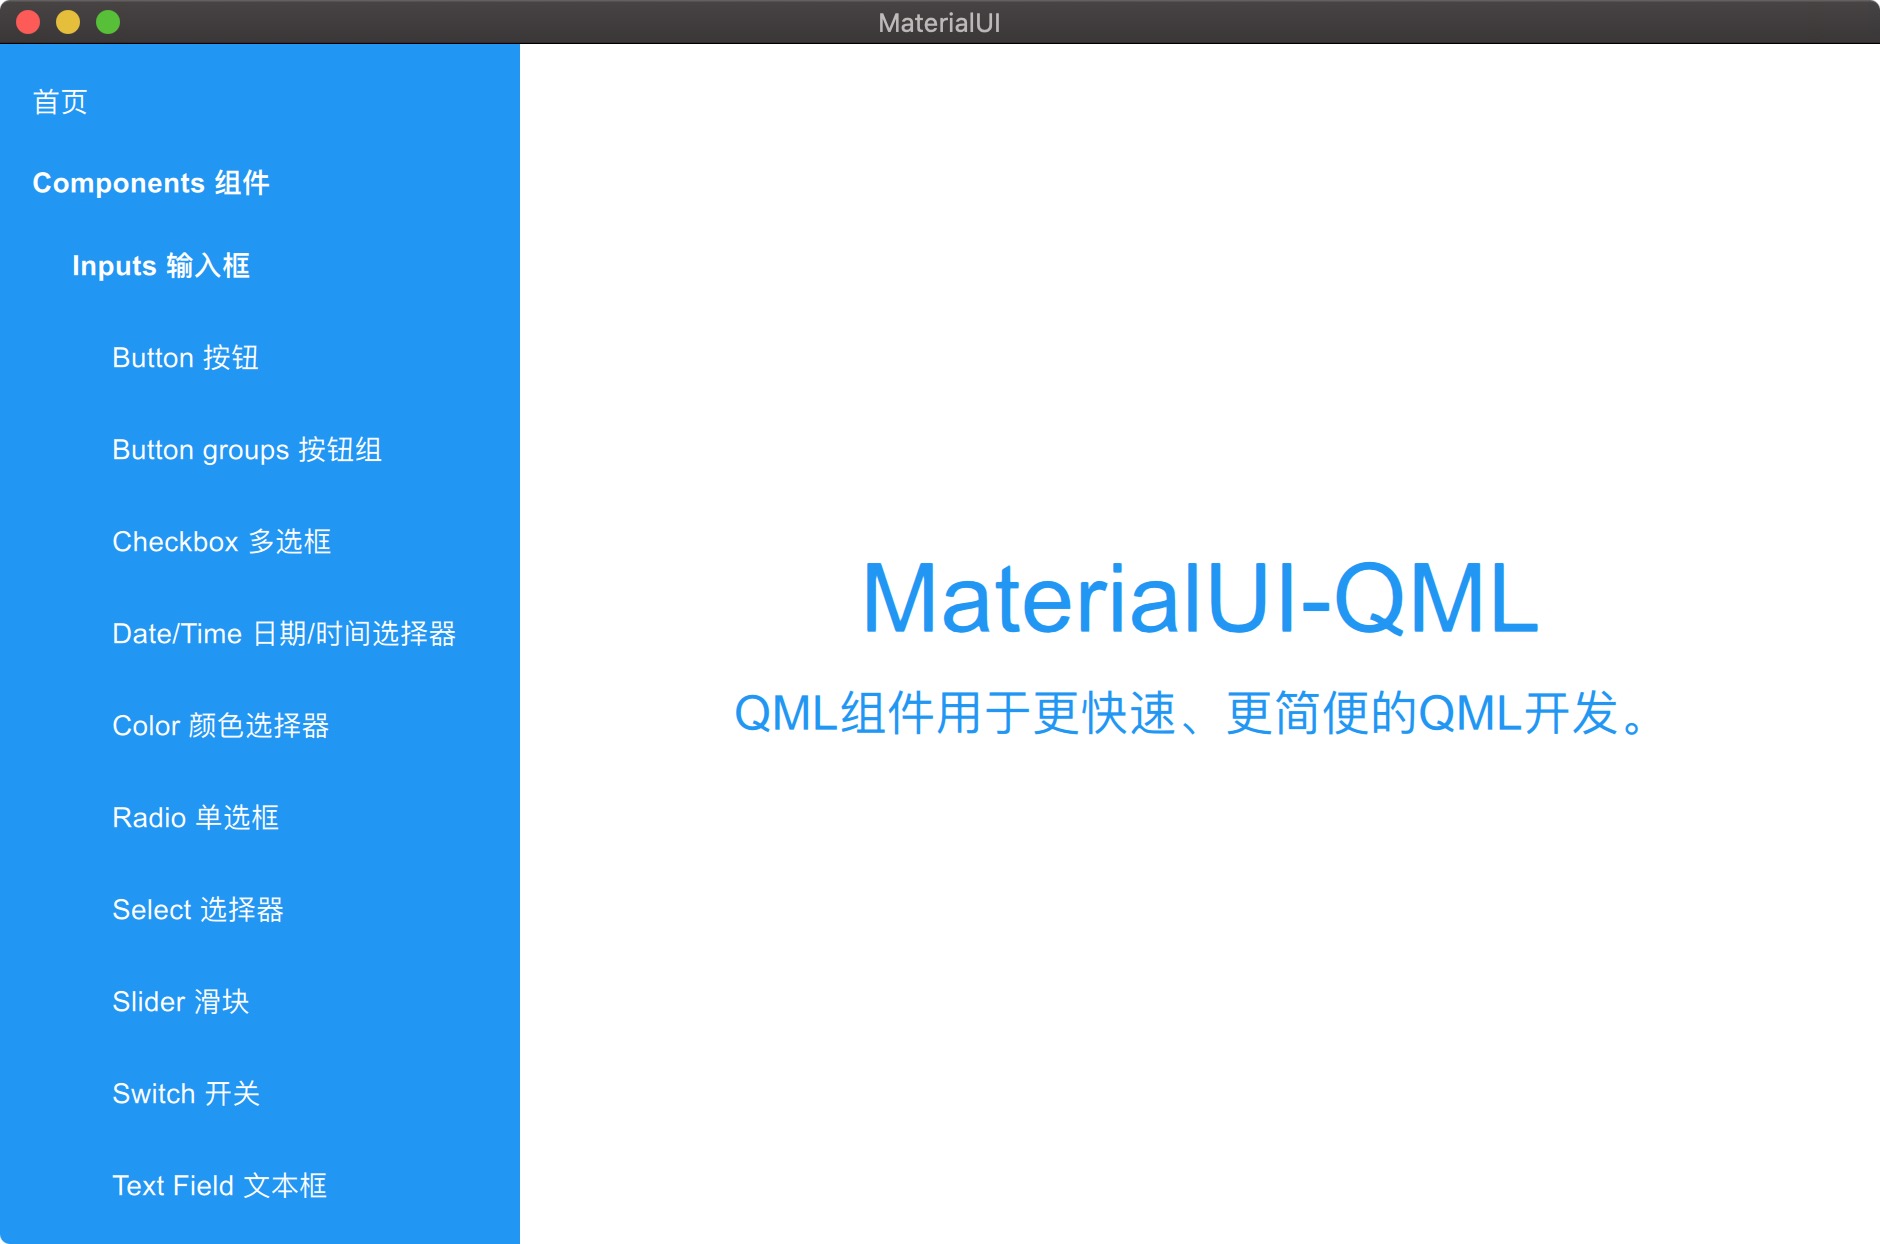 MaterialUI
首页
Components 组件
Inputs 输入框
Button 按钮
Button groups 按钮组
Checkbox 多选框
Date/Time 日期/时间选择器
Color 颜色选择器
Radio 单选框
Select 选择器
Slider 滑块
Switch 开关
Text Field 文本框
MaterialUI-QML
QML组件用于更快速、更简便的QML开发。